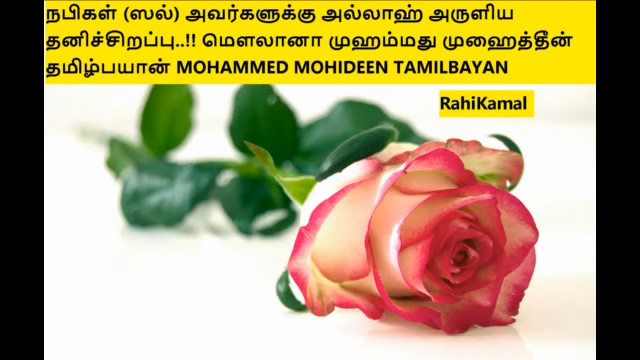 நபிகள் (ஸல்) அவர்களுக்கு அல்லாஹ் அருளிய
தனிச்சிறப்பு..!! மௌலானா முஹம்மது முஹைத்தீன்
தமிழ்பயான் MOHAMMED MOHIDEEN TAMILBAYAN
RahiKamal